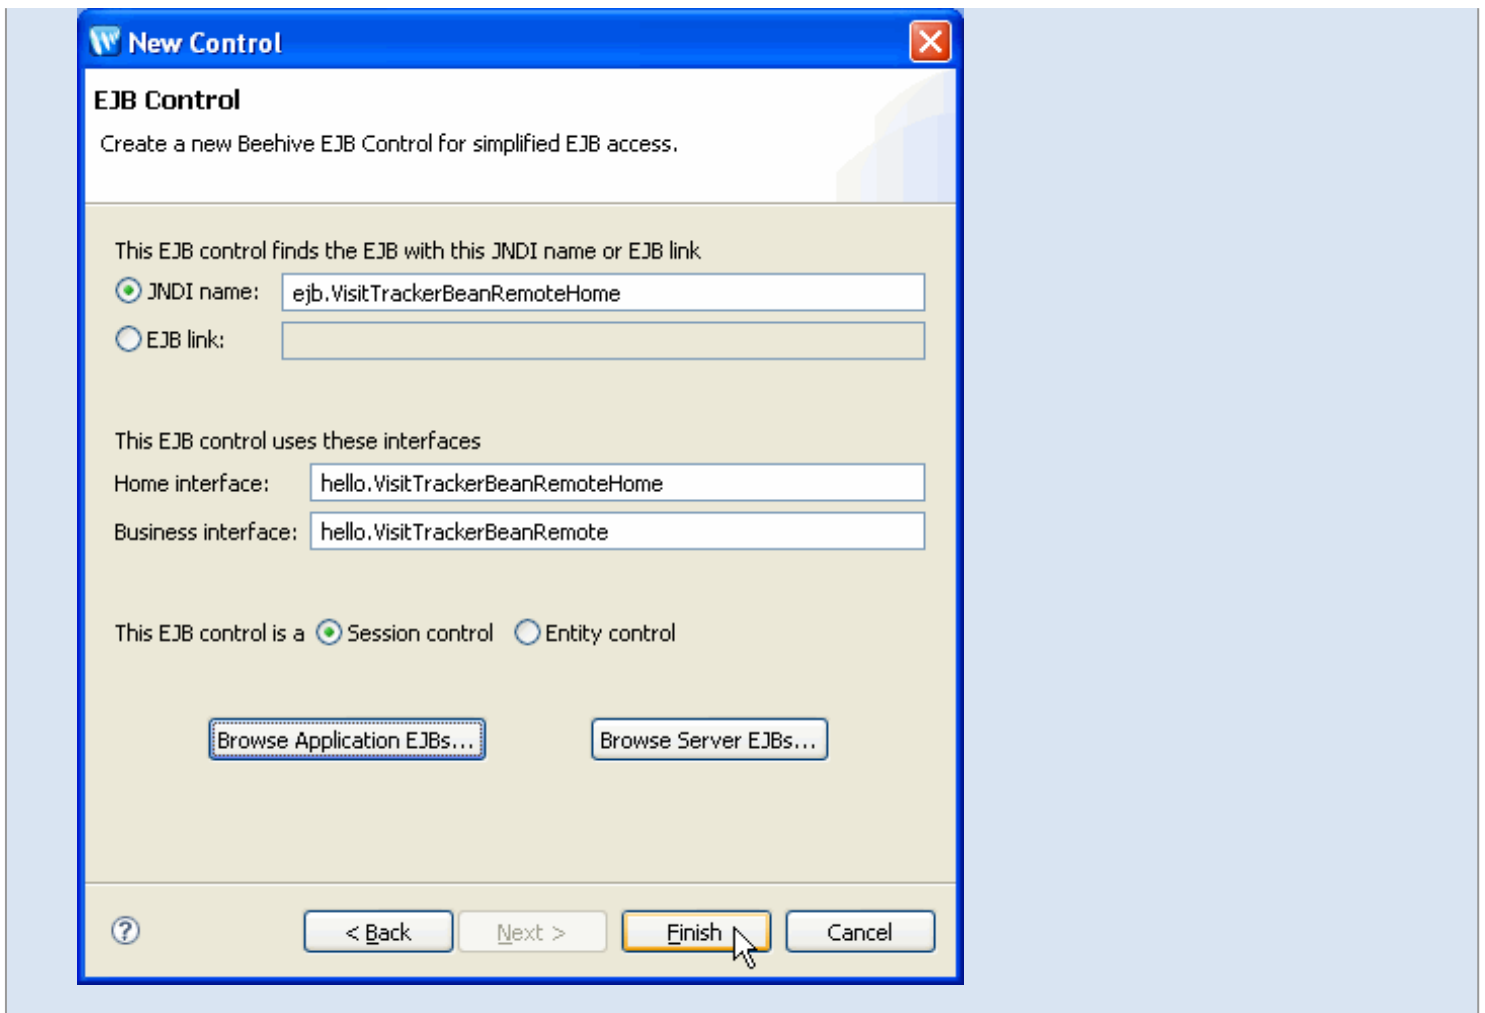 New Control
EJB Control
Create a new Beehive EJB Control for simplified EJB access.
This EJB control finds the EJB with this JNDI name or EJB link
JNDI name: ejb.VisitTrackerBeanRemoteHome
EJB link:
This EJB control uses these interfaces
Home interface: hello.VisitTrackerBeanRemoteHome
Business interface: hello.VisitTrackerBeanRemote
This EJB control is a Session control Entity control
Browse Application EJBs... Browse Server EJBs...
? < Back Next > Finish Cancel